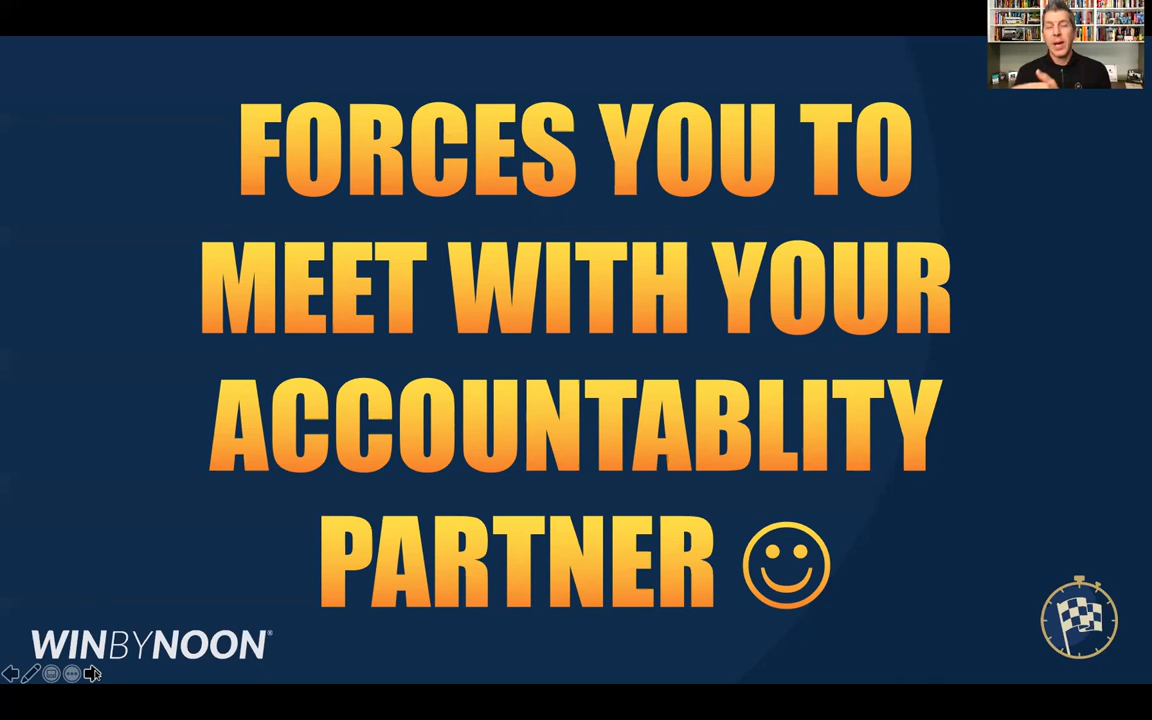 FORCES YOU TO
MEET WITH YOUR
ACCOUNTABLITY
PARTNER ☺
WINBYNOON®